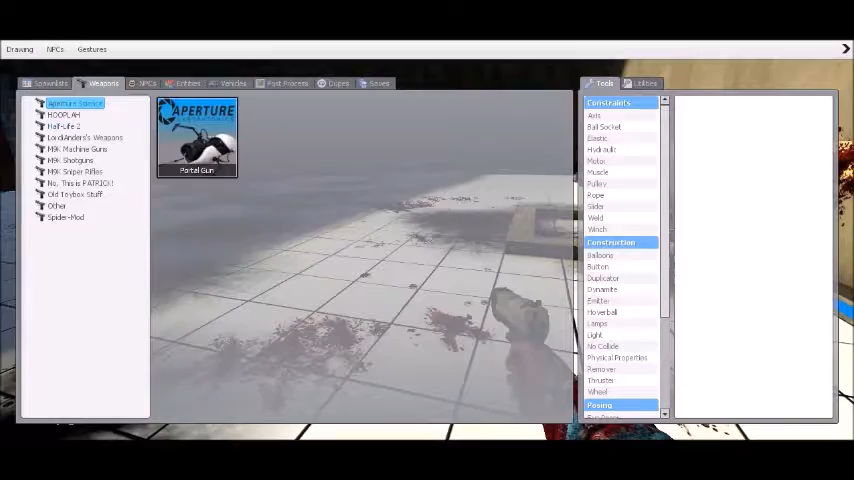 Drawing NPCs Gestures
Spawnlists Weapons NPCs Entities Vehicles Post Process Dupes Saves
Tools Utilities
Aperture Science
HOOPLAH
Half-Life 2
LordiAnders's Weapons
M9K Machine Guns
M9K Shotguns
M9K Sniper Rifles
No, This is PATRICK!
Old Toybox Stuff
Other
Spider-Mod
APERTURE
Portal Gun
Constraints
Axis
Ball Socket
Elastic
Hydraulic
Motor
Muscle
Pulley
Rope
Slider
Weld
Winch
Construction
Balloons
Button
Duplicator
Dynamite
Emitter
Hoverball
Lamps
Light
No Collide
Physical Properties
Remover
Thruster
Wheel
Posing